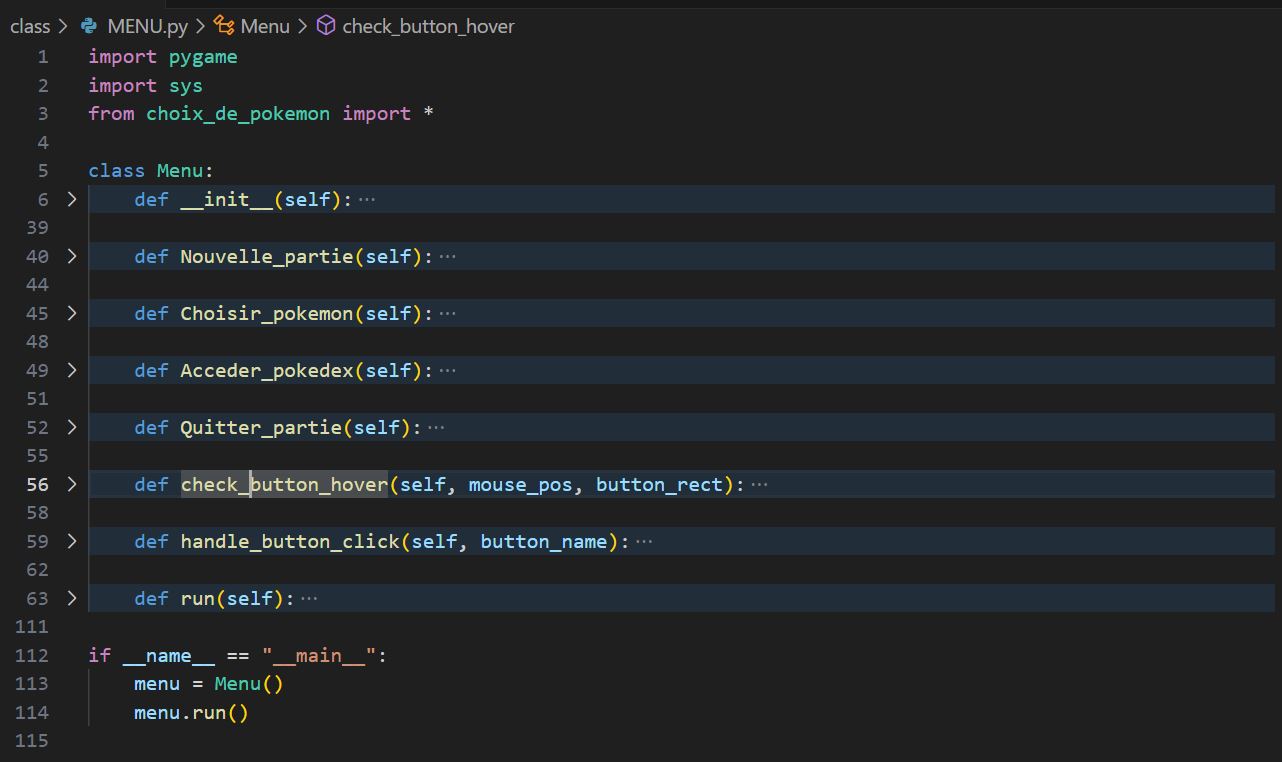 class > MENU.py > Menu > check_button_hover
1 import pygame
2 import sys
3 from choix_de_pokemon import *
4
5 class Menu:
6 > def __init__(self): ···
39
40 > def Nouvelle_partie(self): ···
44
45 > def Choisir_pokemon(self): ···
48
49 > def Acceder_pokedex(self): ···
51
52 > def Quitter_partie(self): ···
55
56 > def check_button_hover(self, mouse_pos, button_rect): ···
58
59 > def handle_button_click(self, button_name): ···
62
63 > def run(self): ···
111
112 if __name__ == "__main__":
113 menu = Menu()
114 menu.run()
115